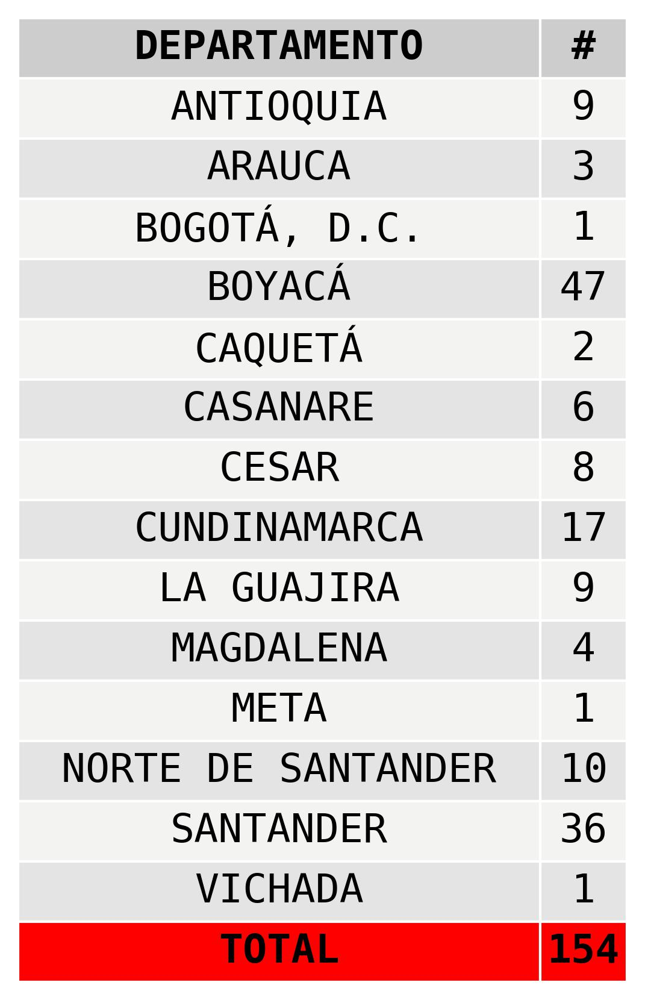 DEPARTAMENTO #
ANTIOQUIA 9
ARAUCA 3
BOGOTÁ, D.C. 1
BOYACÁ 47
CAQUETÁ 2
CASANARE 6
CESAR 8
CUNDINAMARCA 17
LA GUAJIRA 9
MAGDALENA 4
META 1
NORTE DE SANTANDER 10
SANTANDER 36
VICHADA 1
TOTAL 154